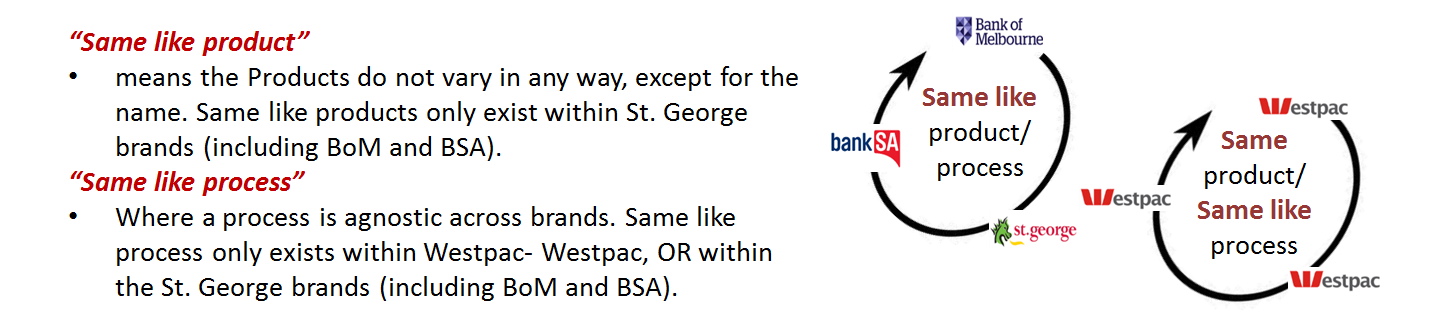 “Same like product”
• means the Products do not vary in any way, except for the
name. Same like products only exist within St. George
brands (including BoM and BSA).
“Same like process”
• Where a process is agnostic across brands. Same like
process only exists within Westpac- Westpac, OR within
the St. George brands (including BoM and BSA).
Bank of
Melbourne
Same like
product/
process
bankSA
st.george
Westpac
Same
product/
Same like
process
Westpac
Westpac